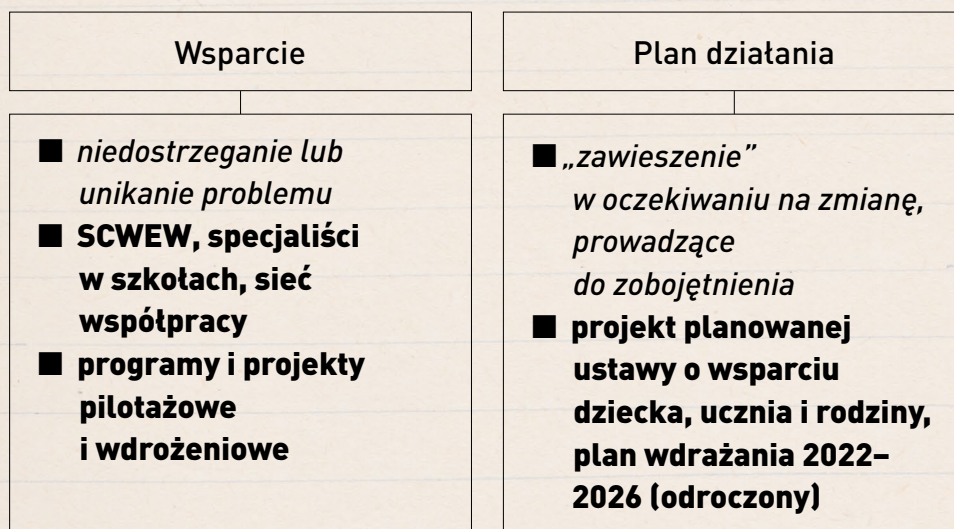 Wsparcie
■ niedostrzeganie lub
unikanie problemu
■ SCWEW, specjaliści
w szkołach, sieć
współpracy
■ programy i projekty
pilotażowe
i wdrożeniowe
Plan działania
■ „zawieszenie”
w oczekiwaniu na zmianę,
prowadzące
do zobojętnienia
■ projekt planowanej
ustawy o wsparciu
dziecka, ucznia i rodziny,
plan wdrażania 2022–
2026 (odroczony)